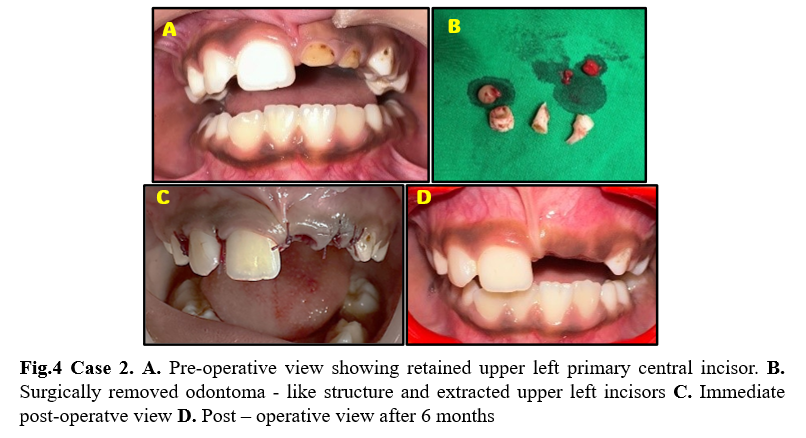 A
B
C
D
Fig.4 Case 2. A. Pre-operative view showing retained upper left primary central incisor. B.
Surgically removed odontoma - like structure and extracted upper left incisors C. Immediate
post-operatve view D. Post – operative view after 6 months